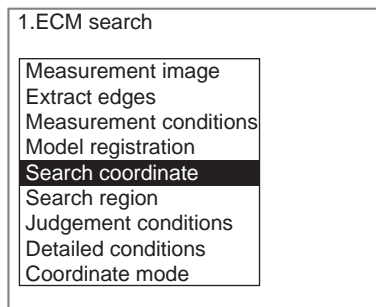 1.ECM search
Measurement image
Extract edges
Measurement conditions
Model registration
Search coordinate
Search region
Judgement conditions
Detailed conditions
Coordinate mode